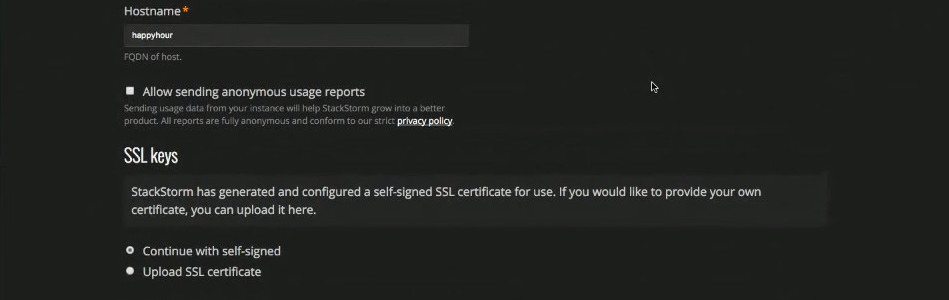 Hostname*
happyhour
FQDN of host.
Allow sending anonymous usage reports
Sending usage data from your instance will help StackStorm grow into a better
product. All reports are fully anonymous and conform to our strict privacy policy.
SSL keys
StackStorm has generated and configured a self-signed SSL certificate for use. If you would like to provide your own
certificate, you can upload it here.
Continue with self-signed
Upload SSL certificate